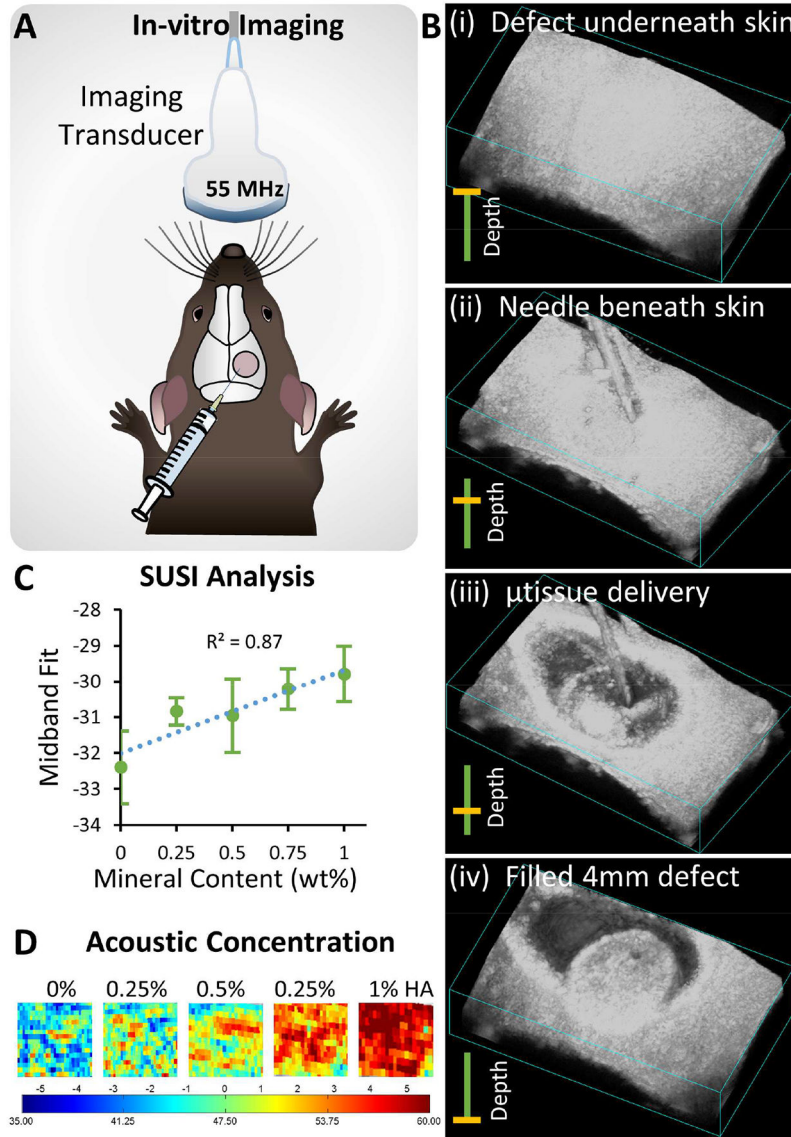 A
In-vitro Imaging
Imaging
Transducer
55 MHz
B
(i) Defect underneath skin
Depth
(ii) Needle beneath skin
Depth
(iii) µtissue delivery
Depth
(iv) Filled 4mm defect
Depth
C
SUSI Analysis
Midband Fit
-28
-29
-30
-31
-32
-33
-34
R² = 0.87
0 0.25 0.5 0.75 1
Mineral Content (wt%)
D
Acoustic Concentration
0% 0.25% 0.5% 0.25% 1% HA
-5 -4 -3 -2 -1 0 1 2 3 4 5
35.00 41.25 47.50 53.75 60.00